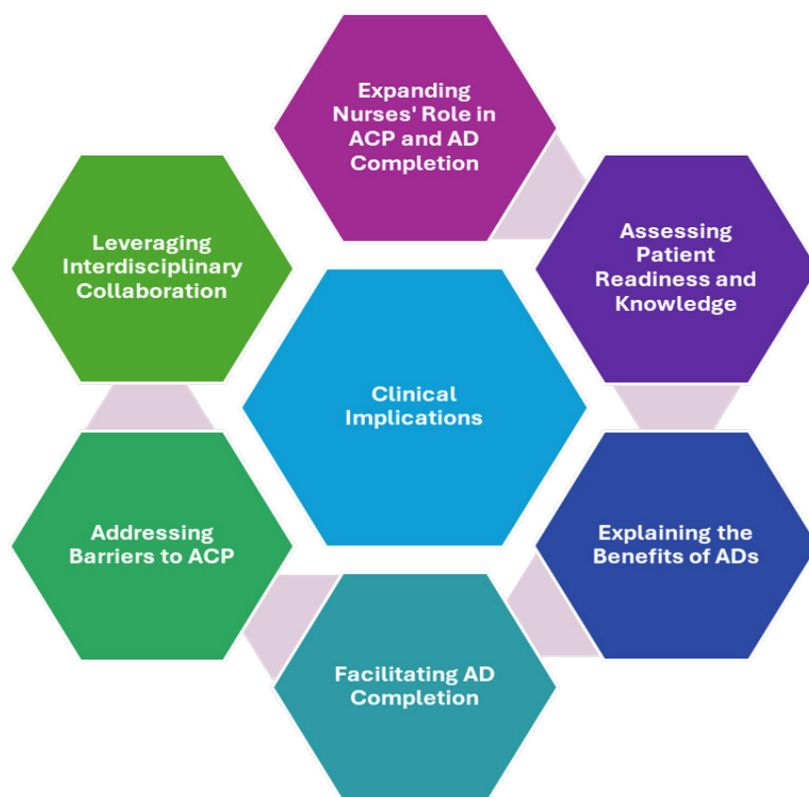 Expanding
Nurses' Role in
ACP and AD
Completion
Assessing
Patient
Readiness and
Knowledge
Explaining the
Benefits of ADs
Facilitating AD
Completion
Addressing
Barriers to ACP
Leveraging
Interdisciplinary
Collaboration
Clinical
Implications